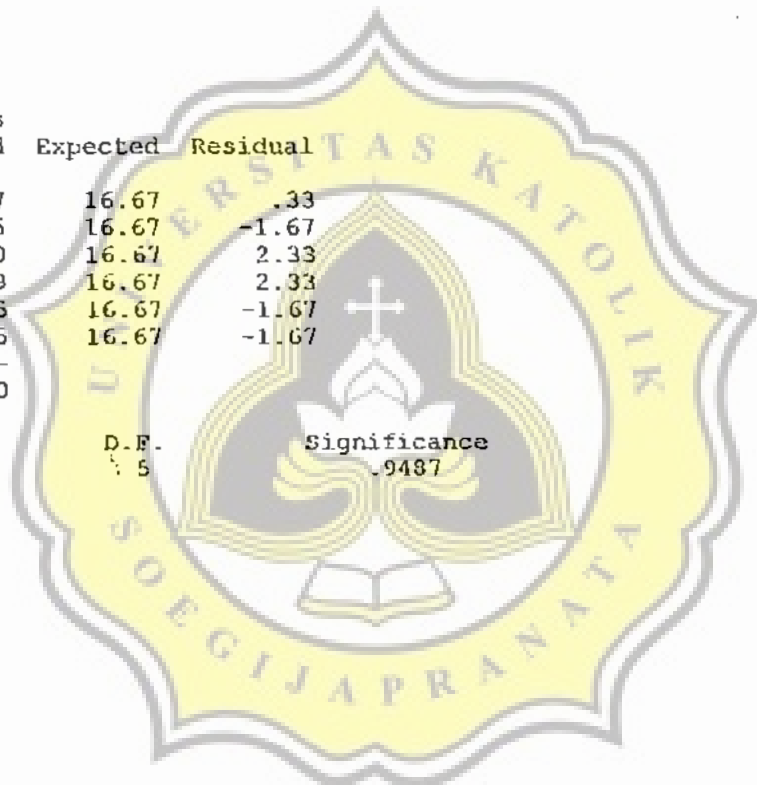 Expected Residual
16.67 .33
16.67 -1.67
16.67 2.33
16.67 2.33
16.67 -1.67
16.67 -1.67
D.F. Significance
5 .9487
UNIVERSITAS KATOLIK
SOEGIJAPRANATA